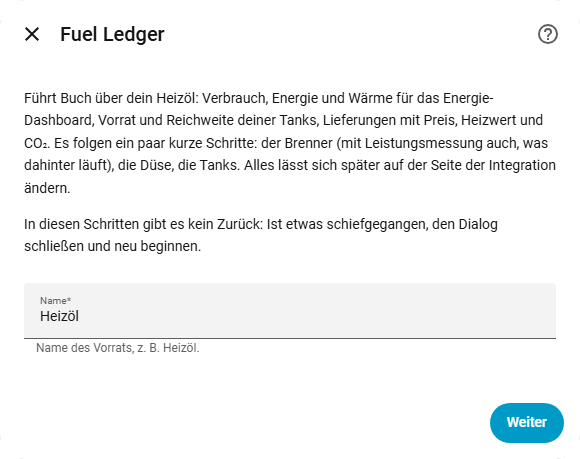 Fuel Ledger
Führt Buch über dein Heizöl: Verbrauch, Energie und Wärme für das Energie-
Dashboard, Vorrat und Reichweite deiner Tanks, Lieferungen mit Preis, Heizwert und
CO₂. Es folgen ein paar kurze Schritte: der Brenner (mit Leistungsmessung auch, was
dahinter läuft), die Düse, die Tanks. Alles lässt sich später auf der Seite der Integration
ändern.
In diesen Schritten gibt es kein Zurück: Ist etwas schiefgegangen, den Dialog
schließen und neu beginnen.
Name*
Heizöl
Name des Vorrats, z. B. Heizöl.
Weiter